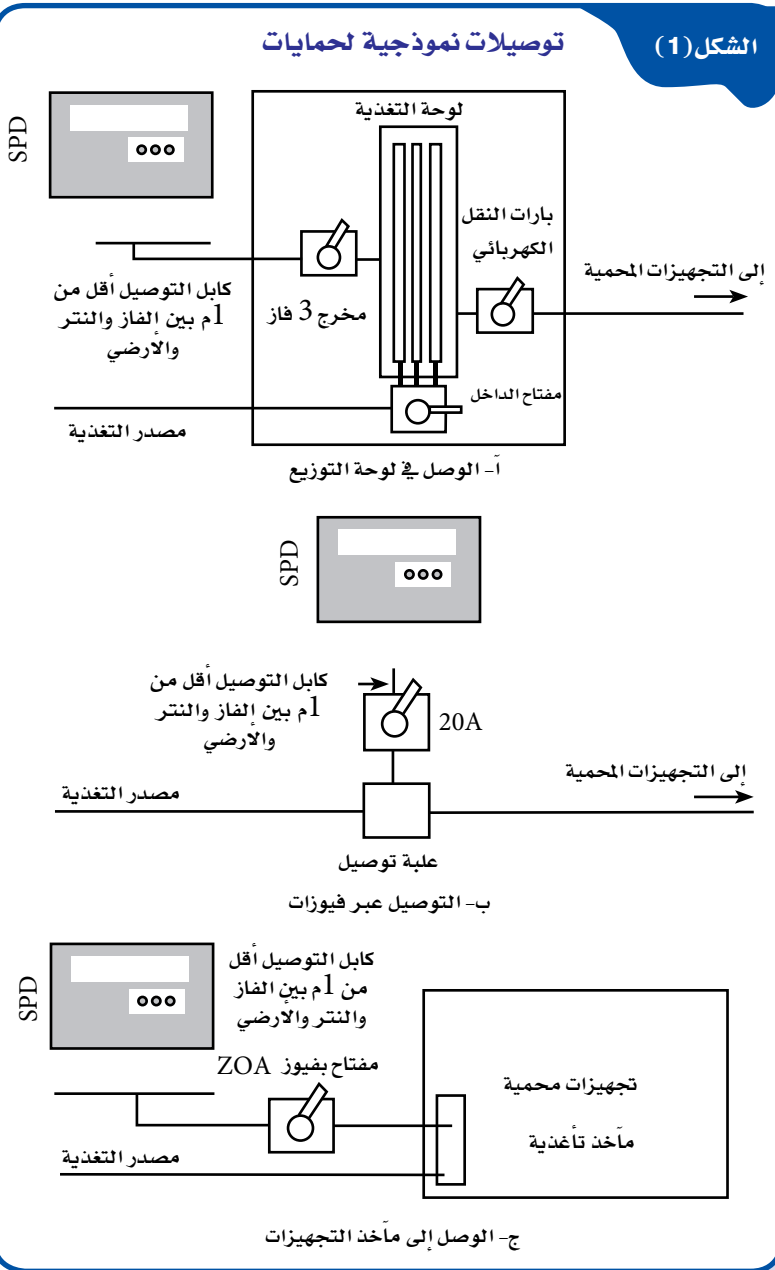 الشكل(1)
توصيلات نموذجية لحمايات
SPD
لوحة التغذية
بارات النقل
الكهربائي
إلى التجهيزات المحمية
كابل التوصيل أقل من
1م بين الفاز والنتر
والأرضي
مخرج 3 فاز
مفتاح الداخل
مصدر التغذية
آ- الوصل في لوحة التوزيع
SPD
كابل التوصيل أقل من
1م بين الفاز والنتر
والأرضي
20A
إلى التجهيزات المحمية
مصدر التغذية
علبة توصيل
ب- التوصيل عبر فيوزات
SPD
كابل التوصيل أقل
من 1م بين الفاز
والنتر والأرضي
مفتاح بفيوز ZOA
تجهيزات محمية
مآخذ تأغذية
مصدر التغذية
ج- الوصل إلى مآخذ التجهيزات